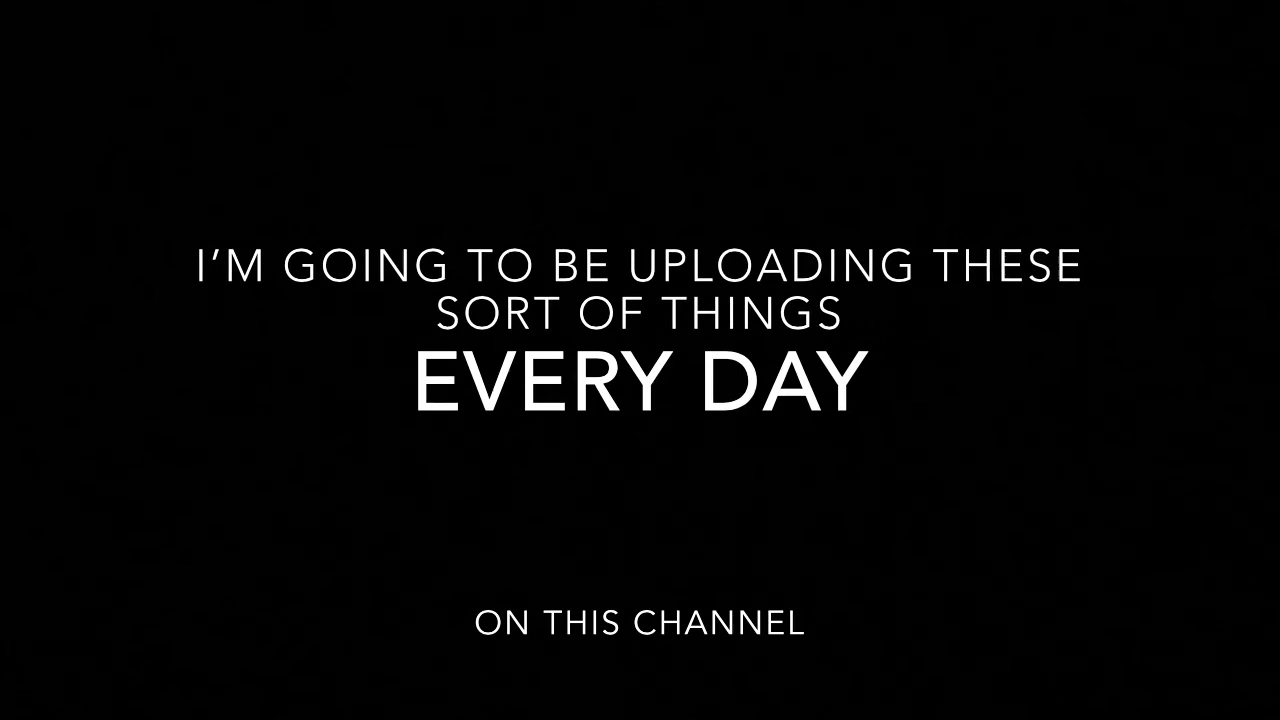 I’M GOING TO BE UPLOADING THESE
SORT OF THINGS
EVERY DAY
ON THIS CHANNEL